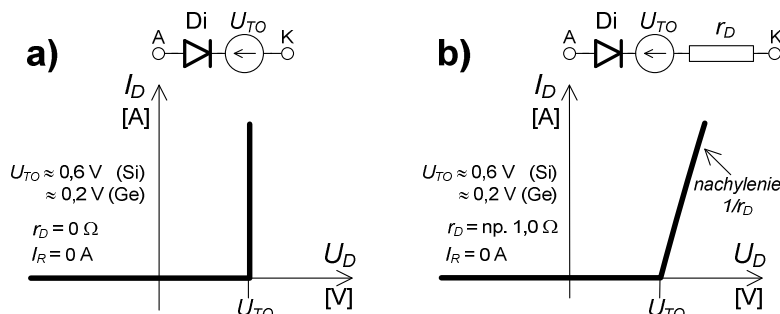 a)
A Di U_TO K
I_D
[A]
U_TO ≈ 0,6 V (Si)
≈ 0,2 V (Ge)
r_D = 0 Ω
I_R = 0 A
U_D
[V]
U_TO
b)
A Di U_TO r_D K
I_D
[A]
U_TO ≈ 0,6 V (Si)
≈ 0,2 V (Ge)
r_D = np. 1,0 Ω
I_R = 0 A
nachylenie
1/r_D
U_D
[V]
U_TO